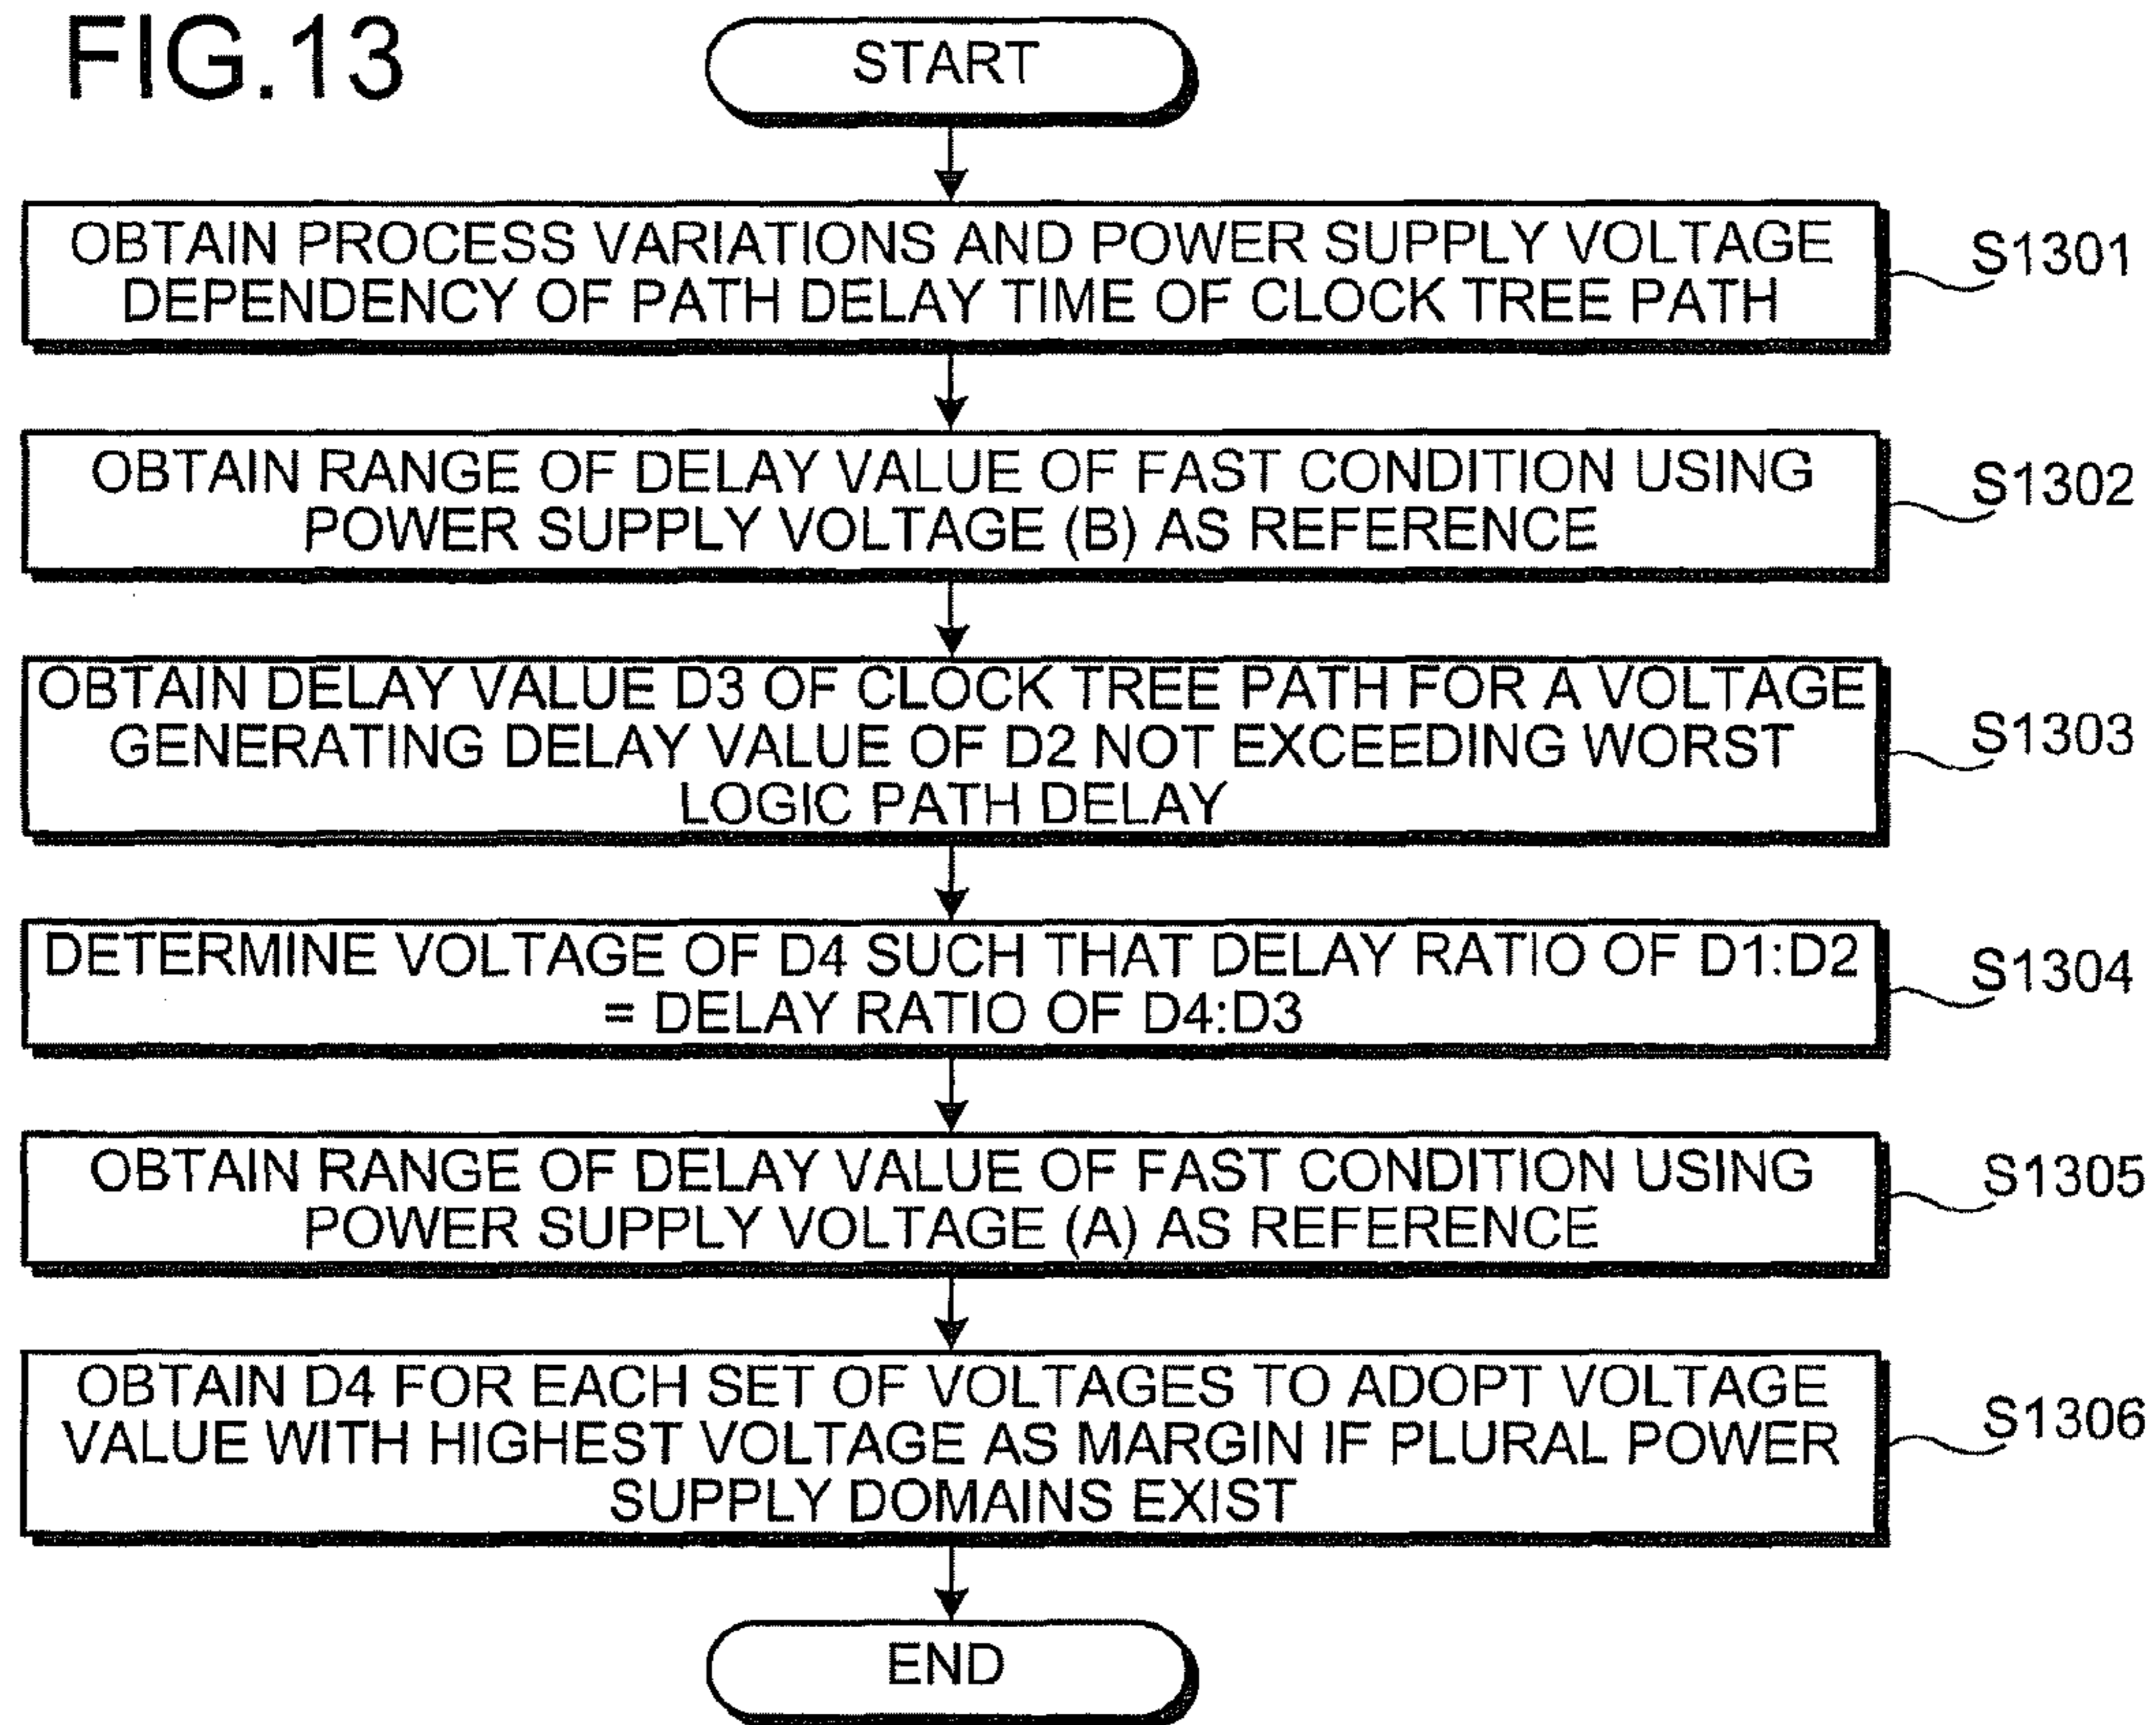 FIG.13
START
OBTAIN PROCESS VARIATIONS AND POWER SUPPLY VOLTAGE
DEPENDENCY OF PATH DELAY TIME OF CLOCK TREE PATH
S1301
OBTAIN RANGE OF DELAY VALUE OF FAST CONDITION USING
POWER SUPPLY VOLTAGE (B) AS REFERENCE
S1302
OBTAIN DELAY VALUE D3 OF CLOCK TREE PATH FOR A VOLTAGE
GENERATING DELAY VALUE OF D2 NOT EXCEEDING WORST
LOGIC PATH DELAY
S1303
DETERMINE VOLTAGE OF D4 SUCH THAT DELAY RATIO OF D1:D2
= DELAY RATIO OF D4:D3
S1304
OBTAIN RANGE OF DELAY VALUE OF FAST CONDITION USING
POWER SUPPLY VOLTAGE (A) AS REFERENCE
S1305
OBTAIN D4 FOR EACH SET OF VOLTAGES TO ADOPT VOLTAGE
VALUE WITH HIGHEST VOLTAGE AS MARGIN IF PLURAL POWER
SUPPLY DOMAINS EXIST
S1306
END